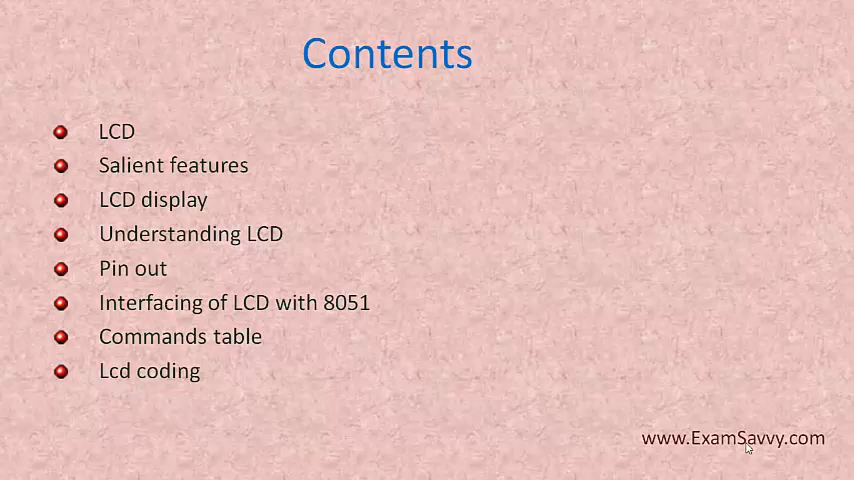 Contents
LCD
Salient features
LCD display
Understanding LCD
Pin out
Interfacing of LCD with 8051
Commands table
Lcd coding
www.ExamSavvy.com